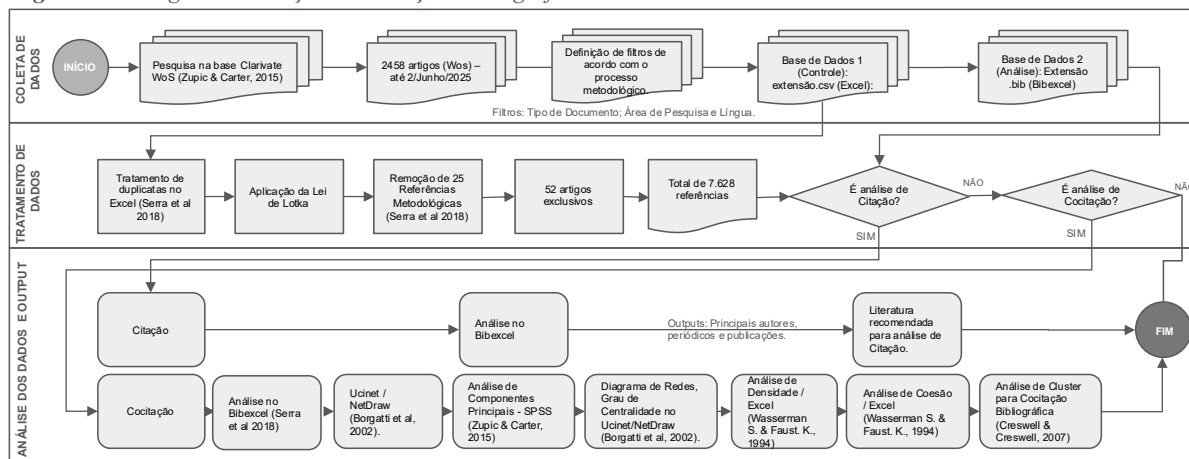 COLETA DE
DADOS
INÍCIO
Pesquisa na base Clarivate
WoS (Zupic & Carter, 2015)
2458 artigos (Wos) –
até 2/Junho/2025
Definição de filtros de
acordo com o
processo
metodológico.
Base de Dados 1
(Controle):
extensão.csv (Excel):
Base de Dados 2
(Análise): Extensão
.bib (Bibexcel)
Filtros: Tipo de Documento; Área de Pesquisa e Língua.
TRATAMENTO DE
DADOS
Tratamento de
duplicatas no
Excel (Serra et al
2018)
Aplicação da Lei
de Lotka
Remoção de 25
Referências
Metodológicas (Serra
et al 2018)
52 artigos
exclusivos
Total de 7.628
referências
É análise de
Citação?
NÃO
É análise de
Cocitação?
NÃO
SIM
SIM
ANÁLISE DOS DADOS E OUTPUT
Citação
Análise no
Bibexcel
Outputs: Principais autores,
periódicos e publicações.
Literatura
recomendada
para análise de
Citação.
FIM
Cocitação
Análise no
Bibexcel (Serra
et al 2018)
Ucinet /
NetDraw
(Borgatti et al,
2002).
Análise de
Componentes
Principais - SPSS
(Zupic & Carter,
2015)
Diagrama de Redes,
Grau de
Centralidade no
Ucinet/NetDraw
(Borgatti et al, 2002).
Análise de
Densidade /
Excel
(Wasserman
S. & Faust. K.,
1994)
Análise de Coesão
/ Excel
(Wasserman S. &
Faust. K., 1994)
Análise de Cluster
para Cocitação
Bibliográfica
(Creswell &
Creswell, 2007)